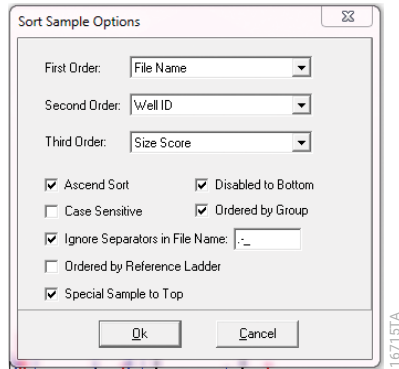 Sort Sample Options
First Order: File Name
Second Order: Well ID
Third Order: Size Score
Ascend Sort Disabled to Bottom
Case Sensitive Ordered by Group
Ignore Separators in File Name: .-_
Ordered by Reference Ladder
Special Sample to Top
Ok Cancel
16715TA